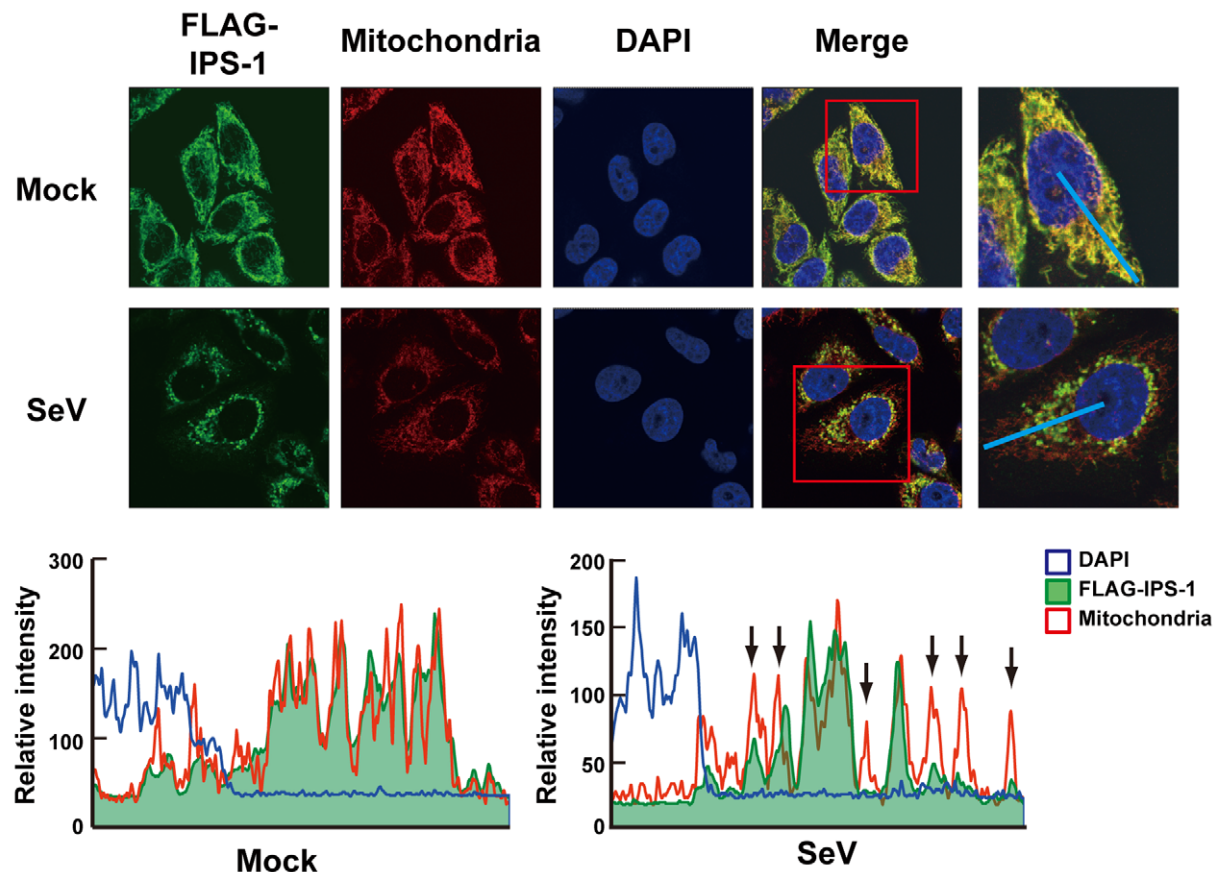 FLAG-
IPS-1
Mitochondria
DAPI
Merge
Mock
SeV
Relative intensity
300
200
100
0
Mock
Relative intensity
200
150
100
50
0
SeV
DAPI
FLAG-IPS-1
Mitochondria